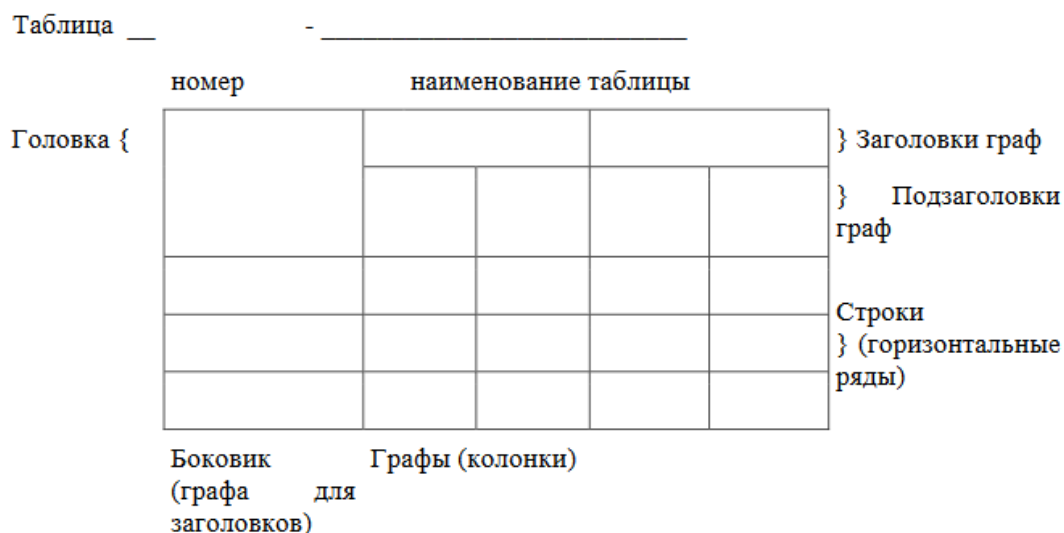 Таблица __ - __________________________
номер наименование таблицы
Головка {
} Заголовки граф
} Подзаголовки
граф
Строки
} (горизонтальные
ряды)
Боковик Графы (колонки)
(графа для
заголовков)